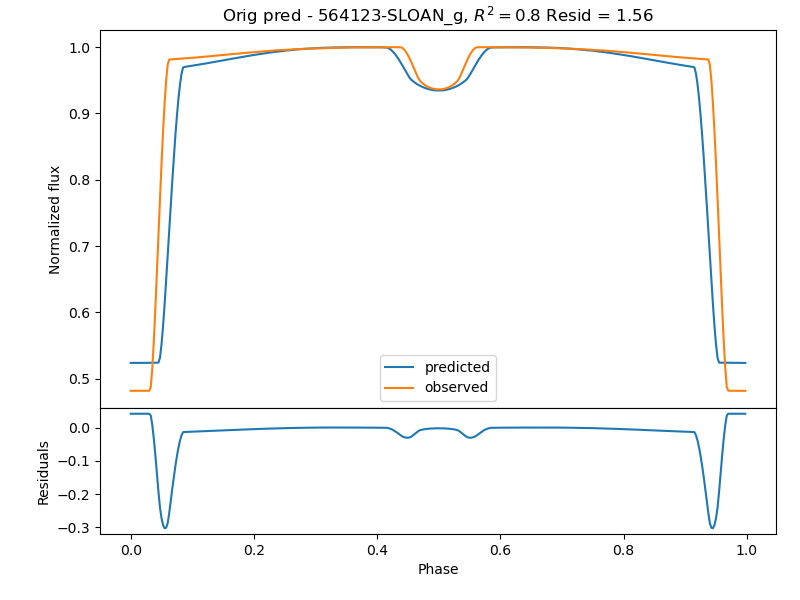 Orig pred - 564123-SLOAN_g, R² = 0.8 Resid = 1.56
1.0
0.9
0.8
0.7
0.6
0.5
Normalized flux
predicted
observed
0.0
−0.1
−0.2
−0.3
Residuals
0.0 0.2 0.4 0.6 0.8 1.0
Phase